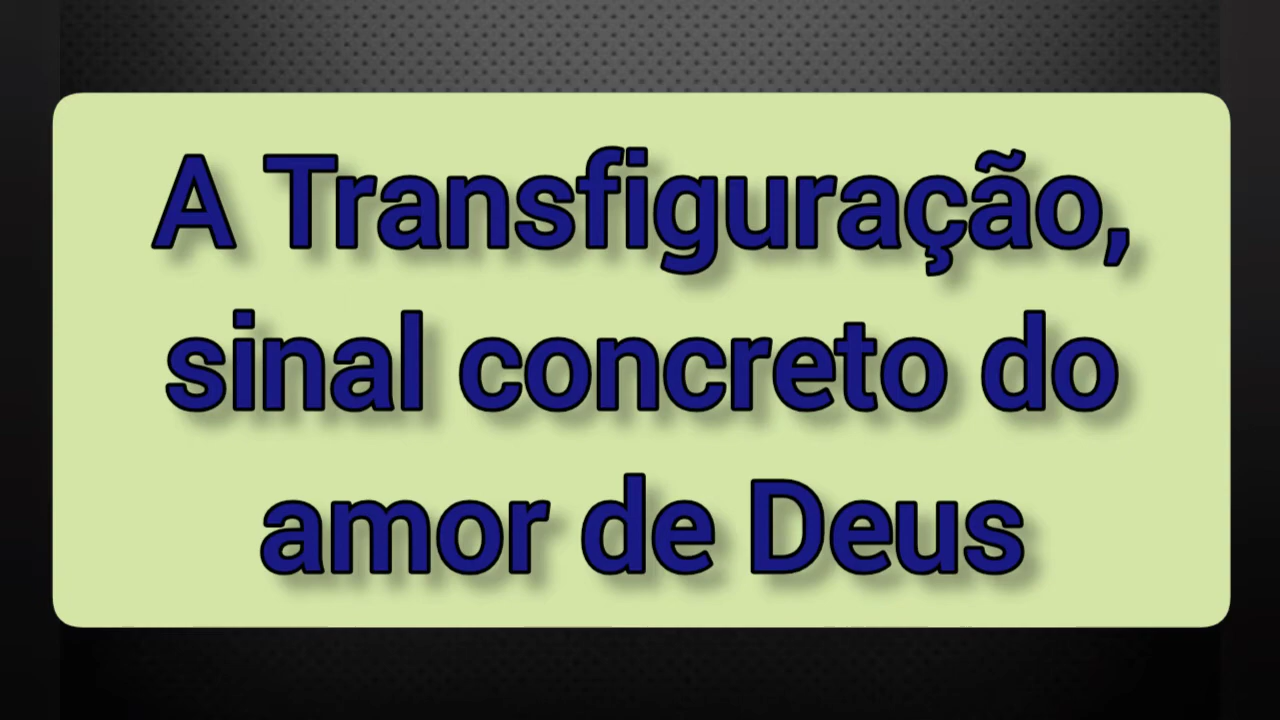 A Transfiguração,
sinal concreto do
amor de Deus